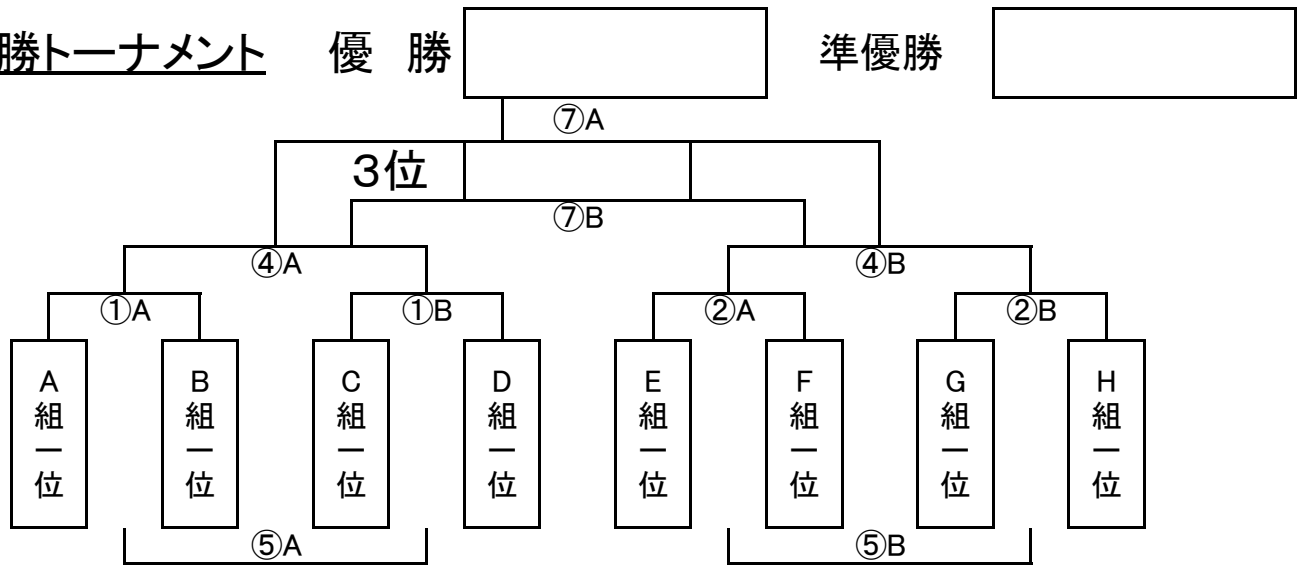 勝トーナメント 優 勝 準優勝
⑦A
3位
⑦B
④A ④B
①A ①B ②A ②B
A組一位 B組一位 C組一位 D組一位 E組一位 F組一位 G組一位 H組一位
⑤A ⑤B